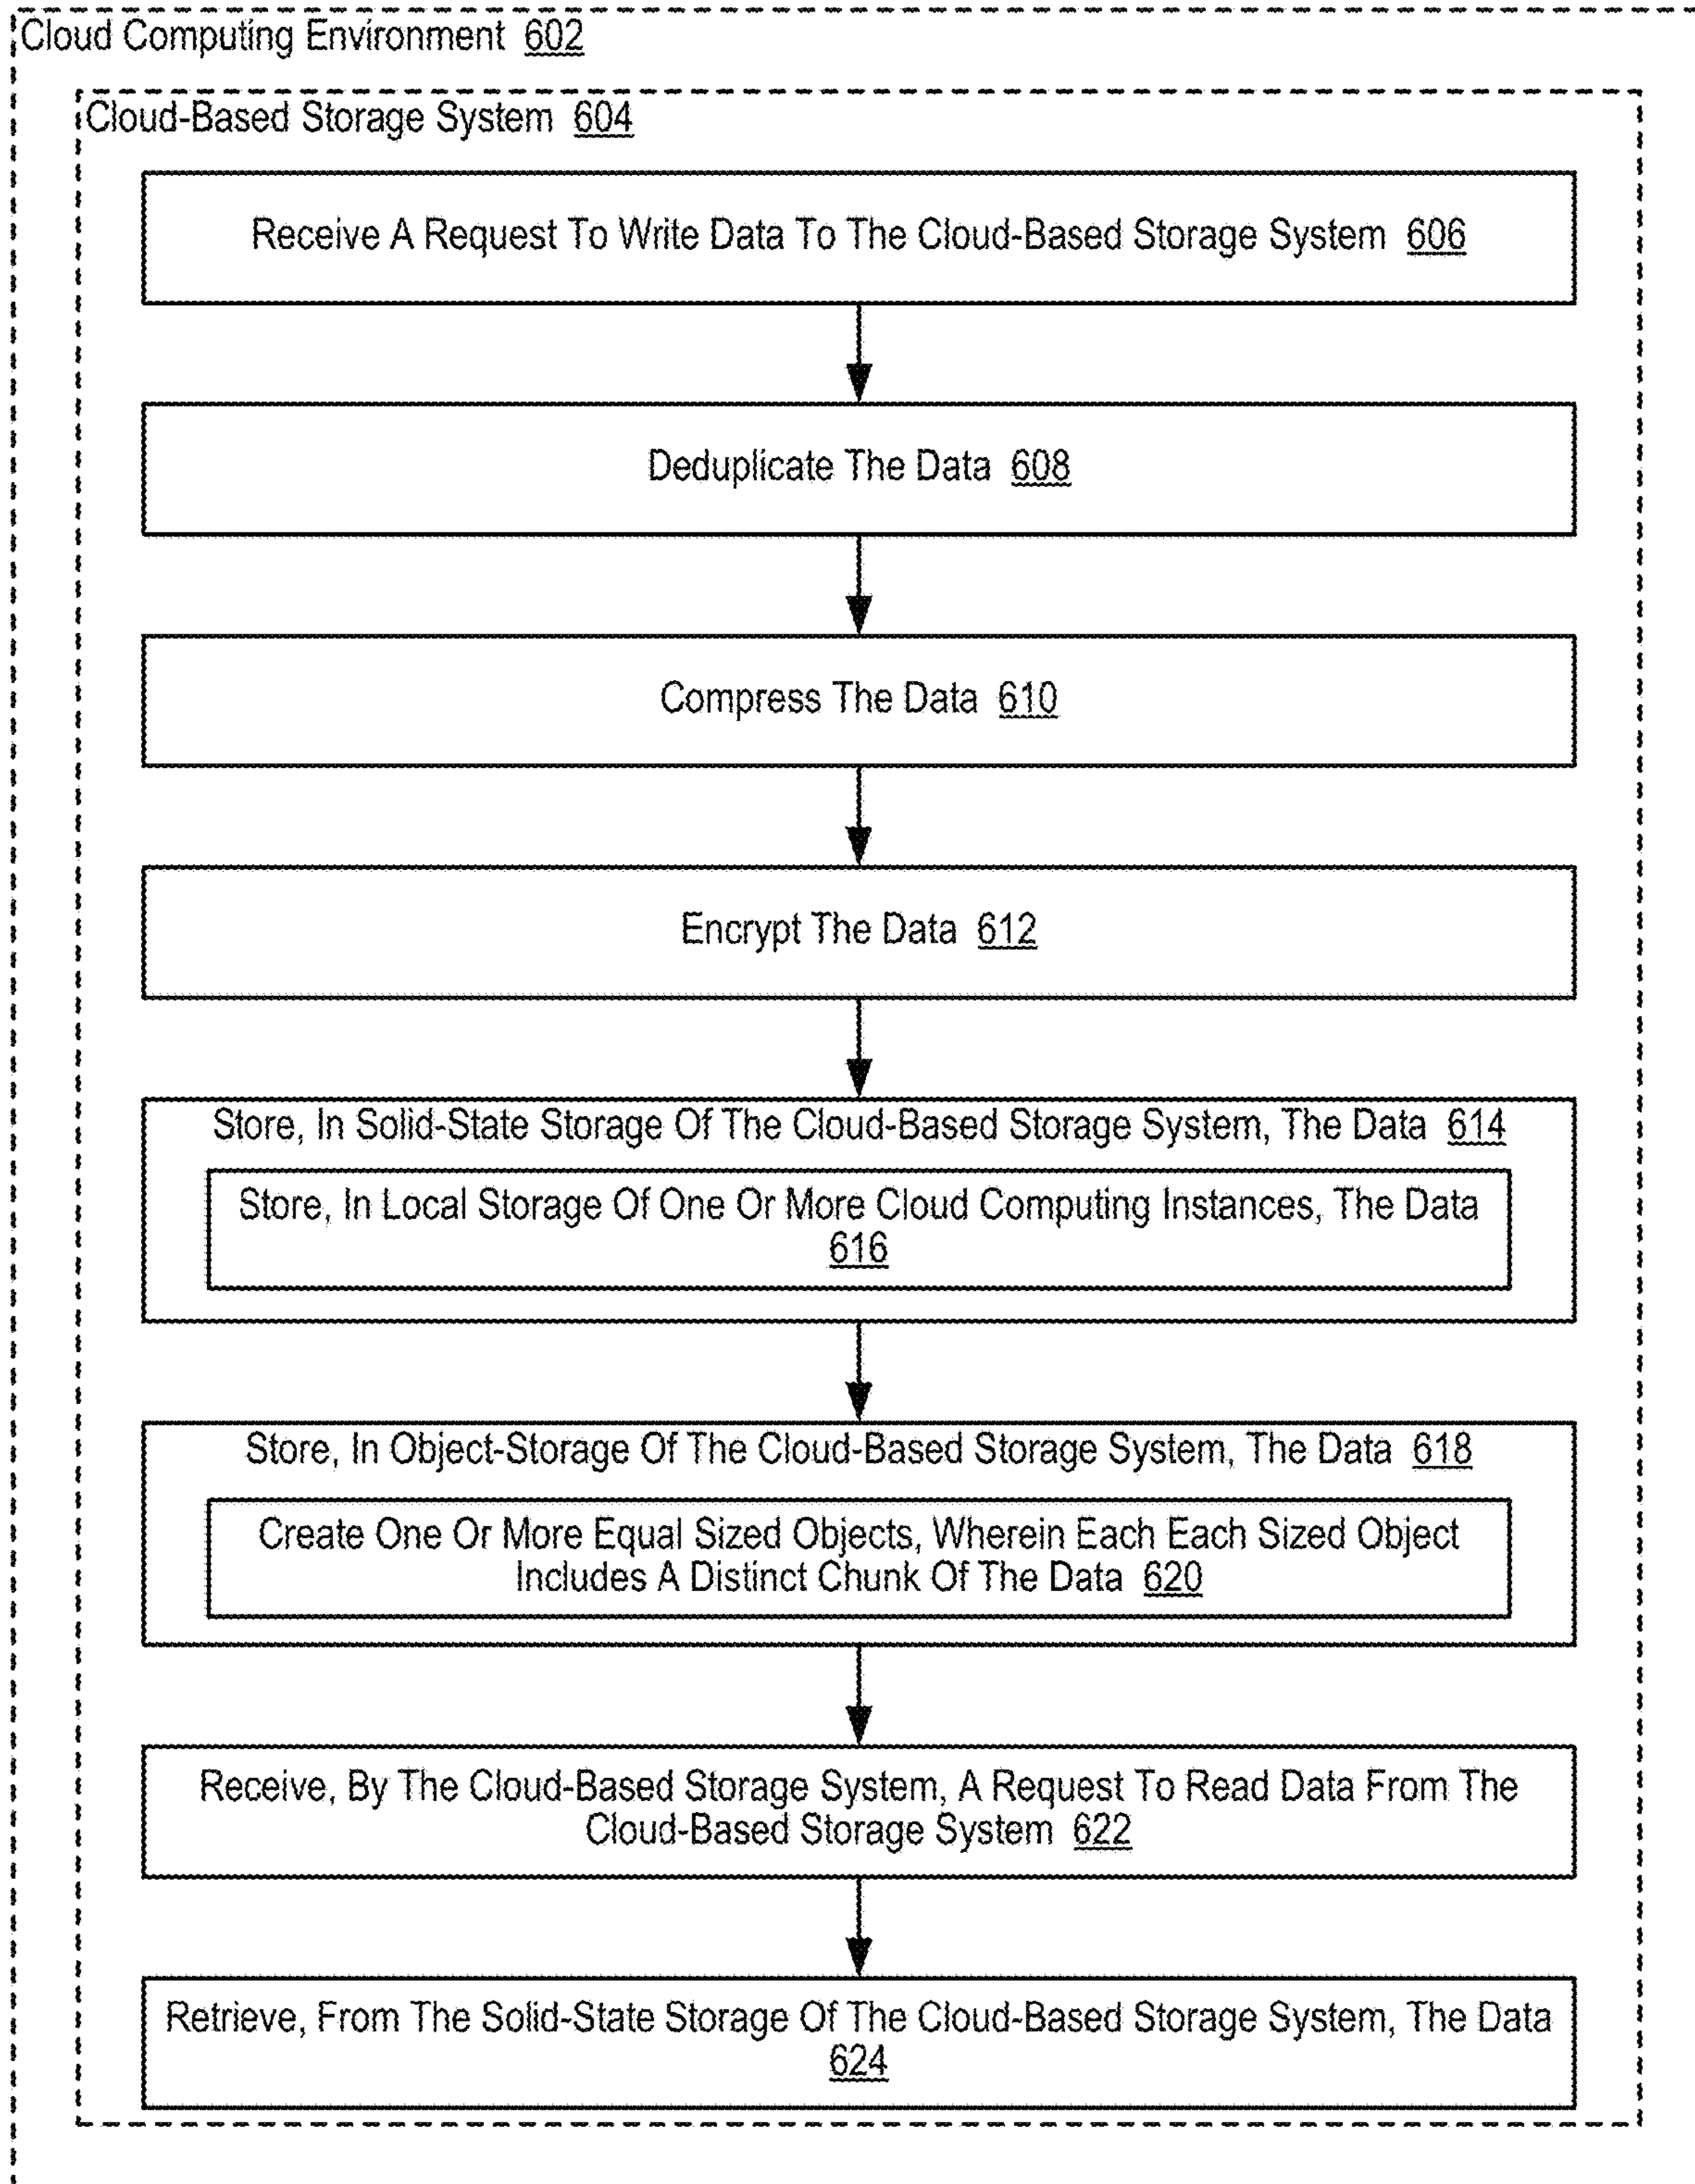 Cloud Computing Environment 602
Cloud-Based Storage System 604
Receive A Request To Write Data To The Cloud-Based Storage System 606
Deduplicate The Data 608
Compress The Data 610
Encrypt The Data 612
Store, In Solid-State Storage Of The Cloud-Based Storage System, The Data 614
Store, In Local Storage Of One Or More Cloud Computing Instances, The Data
616
Store, In Object-Storage Of The Cloud-Based Storage System, The Data 618
Create One Or More Equal Sized Objects, Wherein Each Each Sized Object
Includes A Distinct Chunk Of The Data 620
Receive, By The Cloud-Based Storage System, A Request To Read Data From The
Cloud-Based Storage System 622
Retrieve, From The Solid-State Storage Of The Cloud-Based Storage System, The Data
624